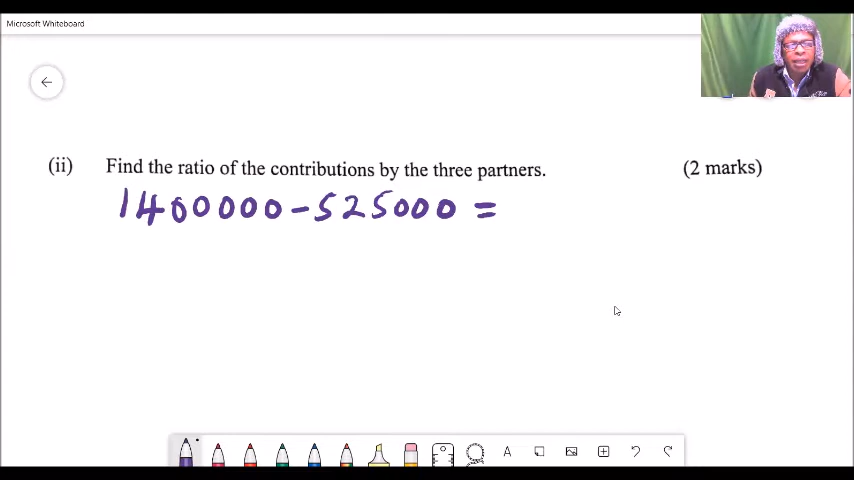 Microsoft Whiteboard
(ii) Find the ratio of the contributions by the three partners. (2 marks)
1400000-525000 =
A